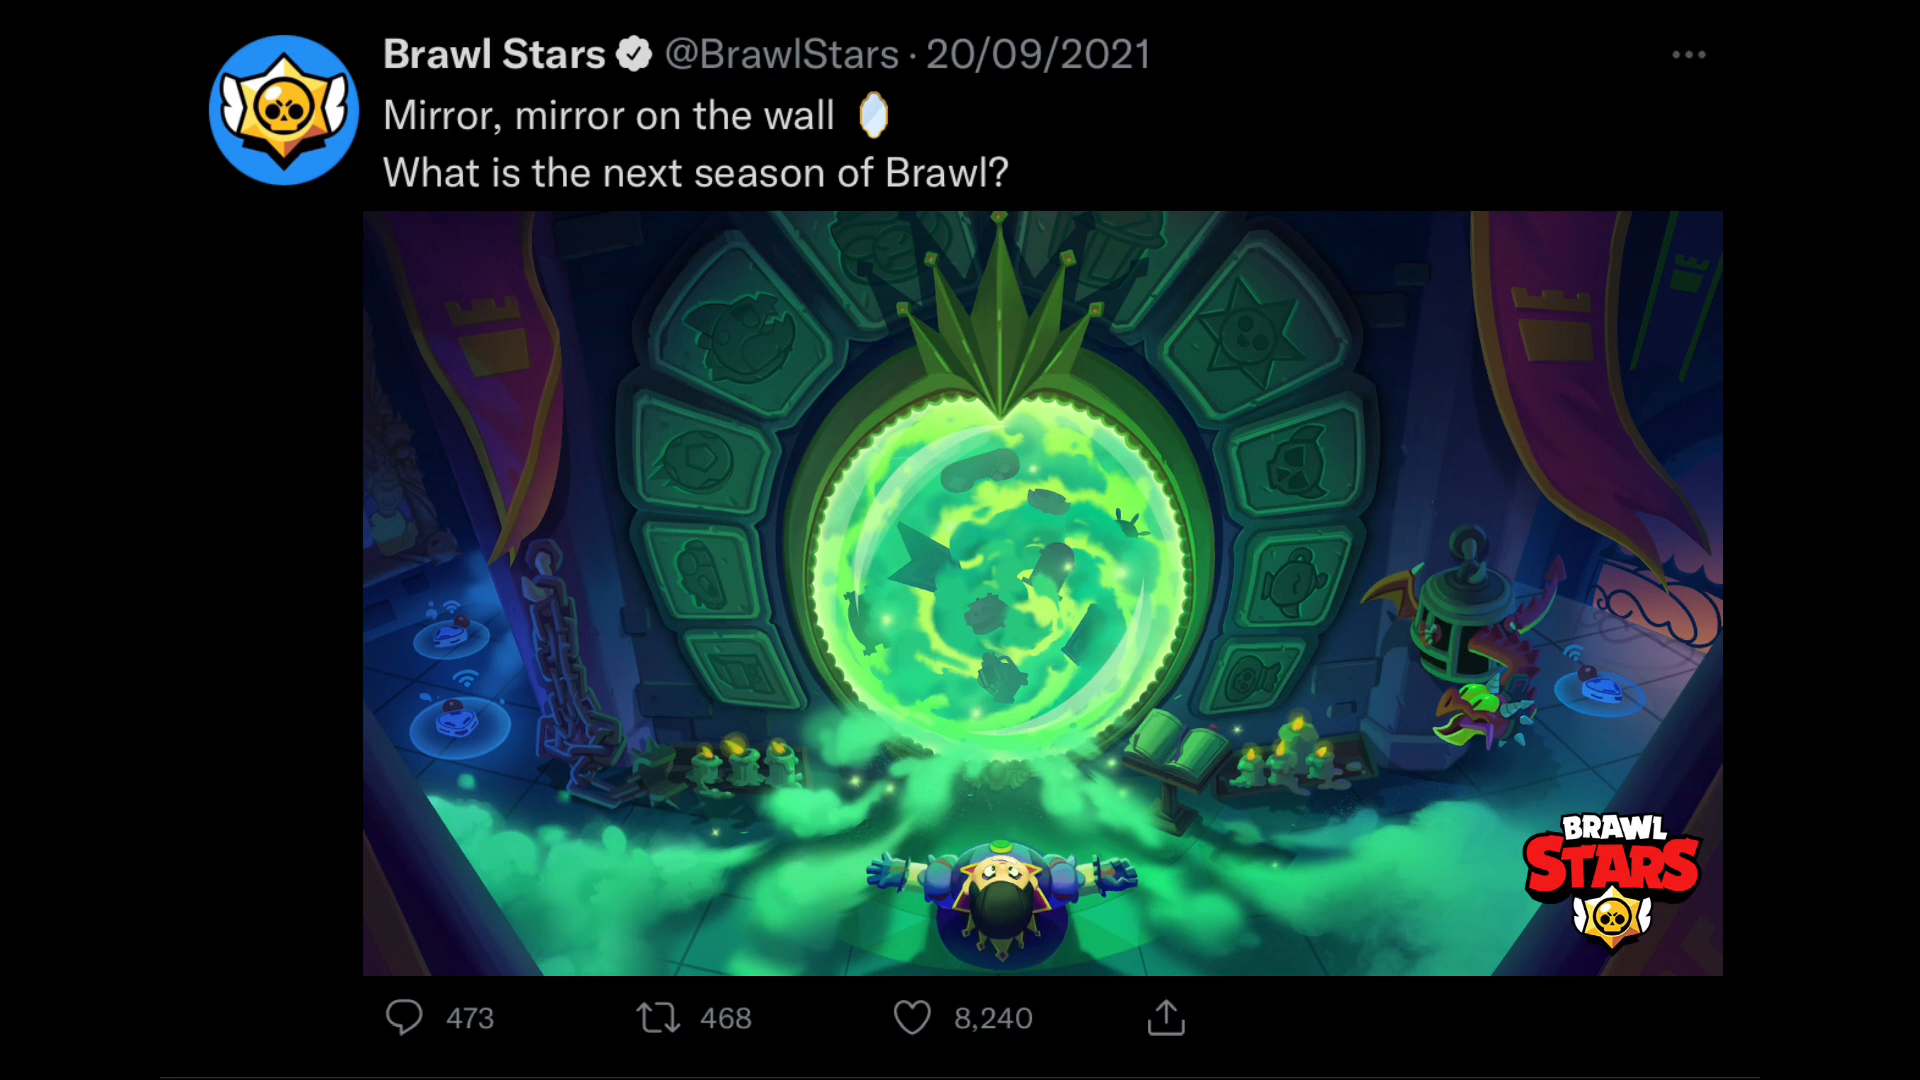 Brawl Stars @BrawlStars · 20/09/2021
Mirror, mirror on the wall 🪞
What is the next season of Brawl?
BRAWL
STARS
473 468 8,240